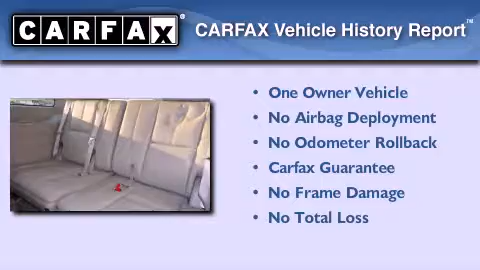 CARFAX® CARFAX Vehicle History Report™
• One Owner Vehicle
• No Airbag Deployment
• No Odometer Rollback
• Carfax Guarantee
• No Frame Damage
• No Total Loss